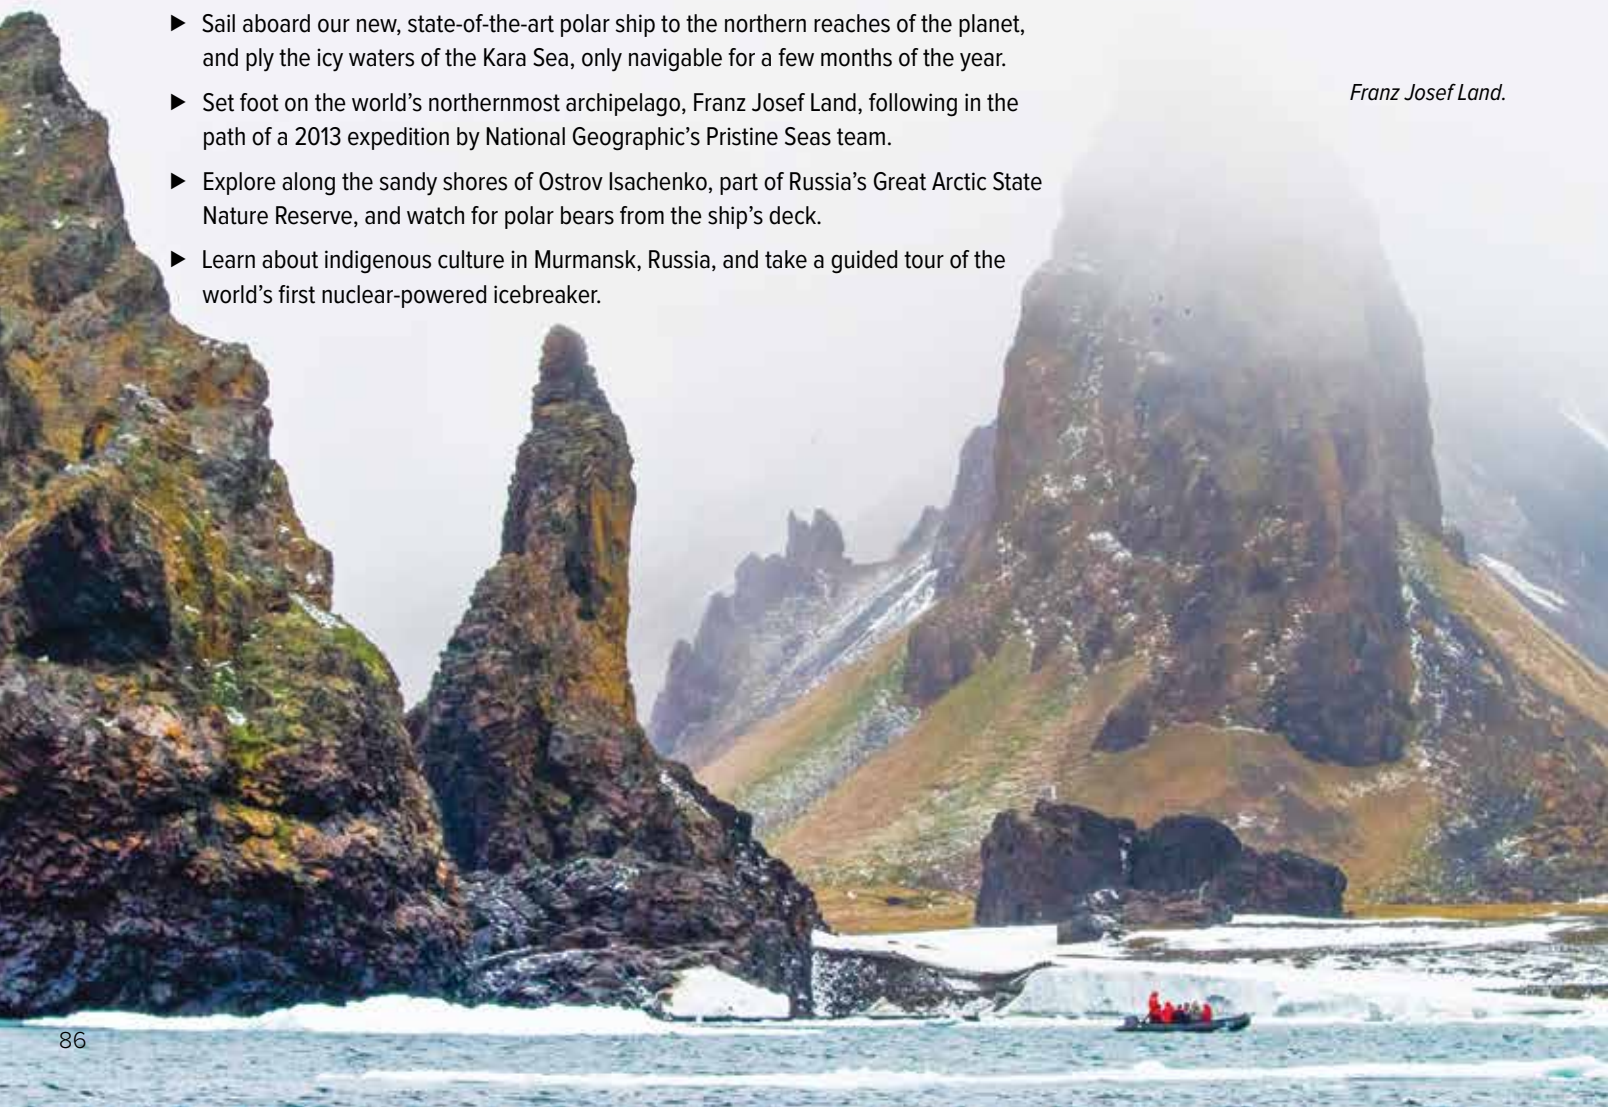 ▶ Sail aboard our new, state-of-the-art polar ship to the northern reaches of the planet,
and ply the icy waters of the Kara Sea, only navigable for a few months of the year.
▶ Set foot on the world’s northernmost archipelago, Franz Josef Land, following in the
path of a 2013 expedition by National Geographic’s Pristine Seas team.
▶ Explore along the sandy shores of Ostrov Isachenko, part of Russia’s Great Arctic State
Nature Reserve, and watch for polar bears from the ship’s deck.
▶ Learn about indigenous culture in Murmansk, Russia, and take a guided tour of the
world’s first nuclear-powered icebreaker.
Franz Josef Land.
86